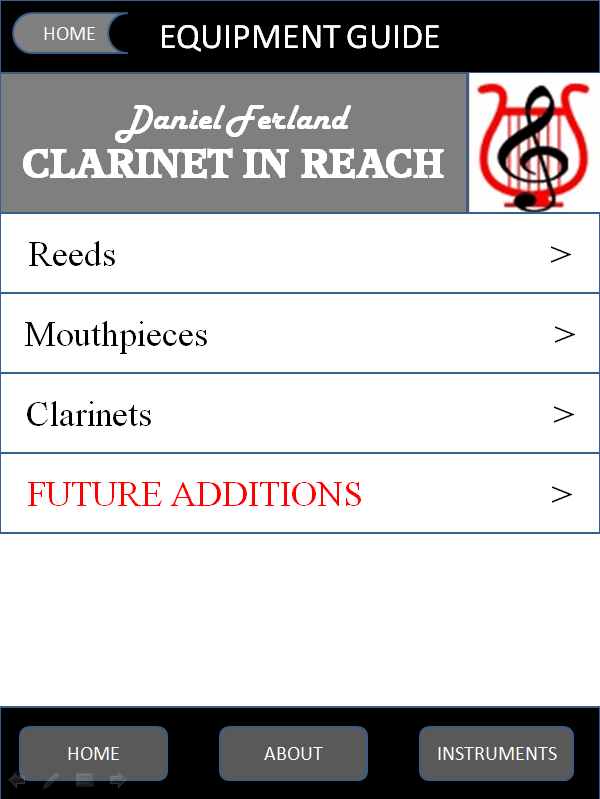 HOME
EQUIPMENT GUIDE
Daniel Ferland
CLARINET IN REACH
Reeds >
Mouthpieces >
Clarinets >
FUTURE ADDITIONS >
HOME
ABOUT
INSTRUMENTS